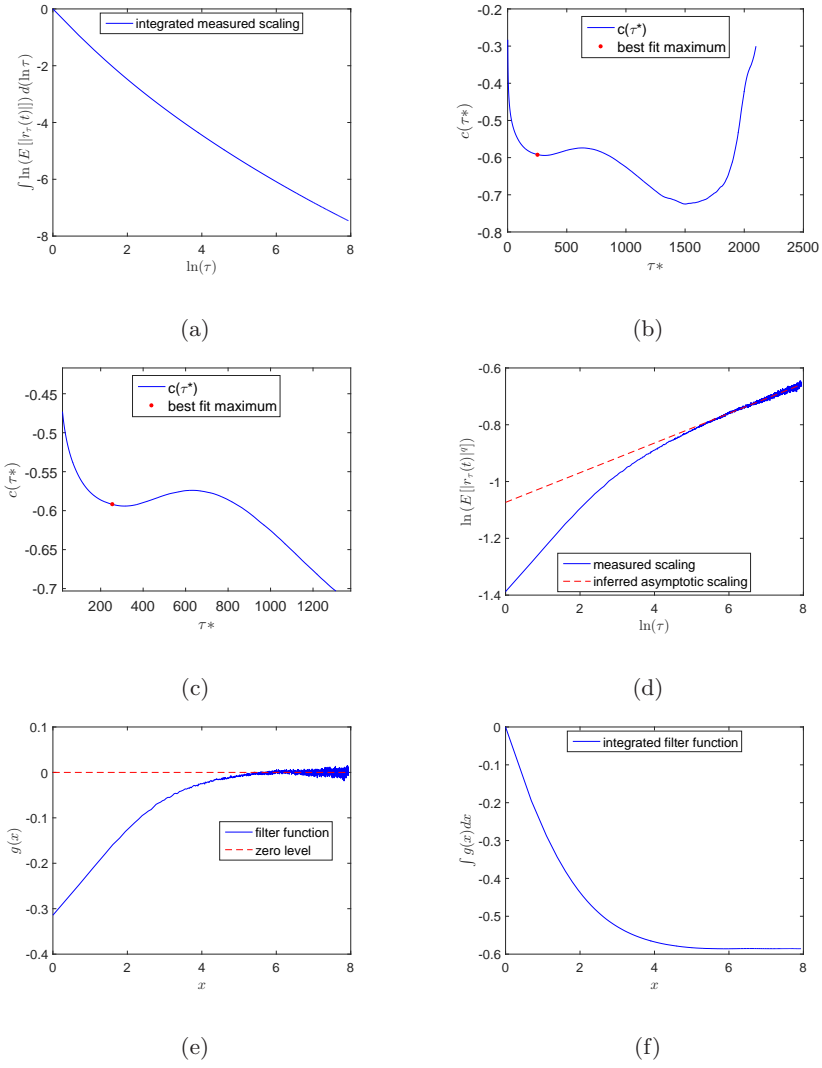 0
-2
-4
-6
-8
0 2 4 6 8
∫ ln (E [|r_τ(t)|]) d(ln τ)
ln(τ)
integrated measured scaling
(a)
-0.2
-0.3
-0.4
-0.5
-0.6
-0.7
-0.8
0 500 1000 1500 2000 2500
c(τ*)
τ*
c(τ*)
best fit maximum
(b)
-0.45
-0.5
-0.55
-0.6
-0.65
-0.7
200 400 600 800 1000 1200
c(τ*)
τ*
c(τ*)
best fit maximum
(c)
-0.6
-0.8
-1
-1.2
-1.4
0 2 4 6 8
ln (E [|r_τ(t)|^q])
ln(τ)
measured scaling
inferred asymptotic scaling
(d)
0.1
0
-0.1
-0.2
-0.3
-0.4
0 2 4 6 8
g(x)
x
filter function
zero level
(e)
0
-0.1
-0.2
-0.3
-0.4
-0.5
-0.6
0 2 4 6 8
∫ g(x)dx
x
integrated filter function
(f)